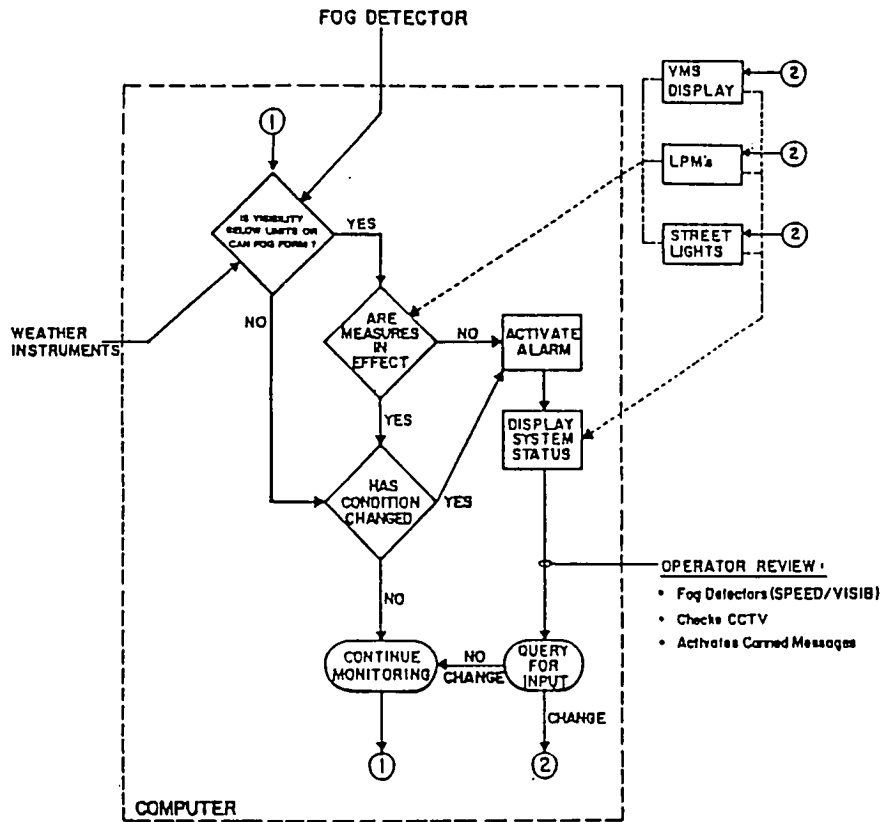 FOG DETECTOR
VMS
DISPLAY
2
1
LPM's
2
IS VISIBILITY
BELOW LIMITS OR
CAN FOG FORM ?
YES
STREET
LIGHTS
2
NO
WEATHER
INSTRUMENTS
ARE
MEASURES
IN
EFFECT
NO
ACTIVATE
ALARM
YES
DISPLAY
SYSTEM
STATUS
HAS
CONDITION
CHANGED
YES
OPERATOR REVIEW :
• Fog Detectors (SPEED/VISIB)
• Checks CCTV
• Activates Canned Messages
NO
CONTINUE
MONITORING
NO
CHANGE
QUERY
FOR
INPUT
CHANGE
1
2
COMPUTER